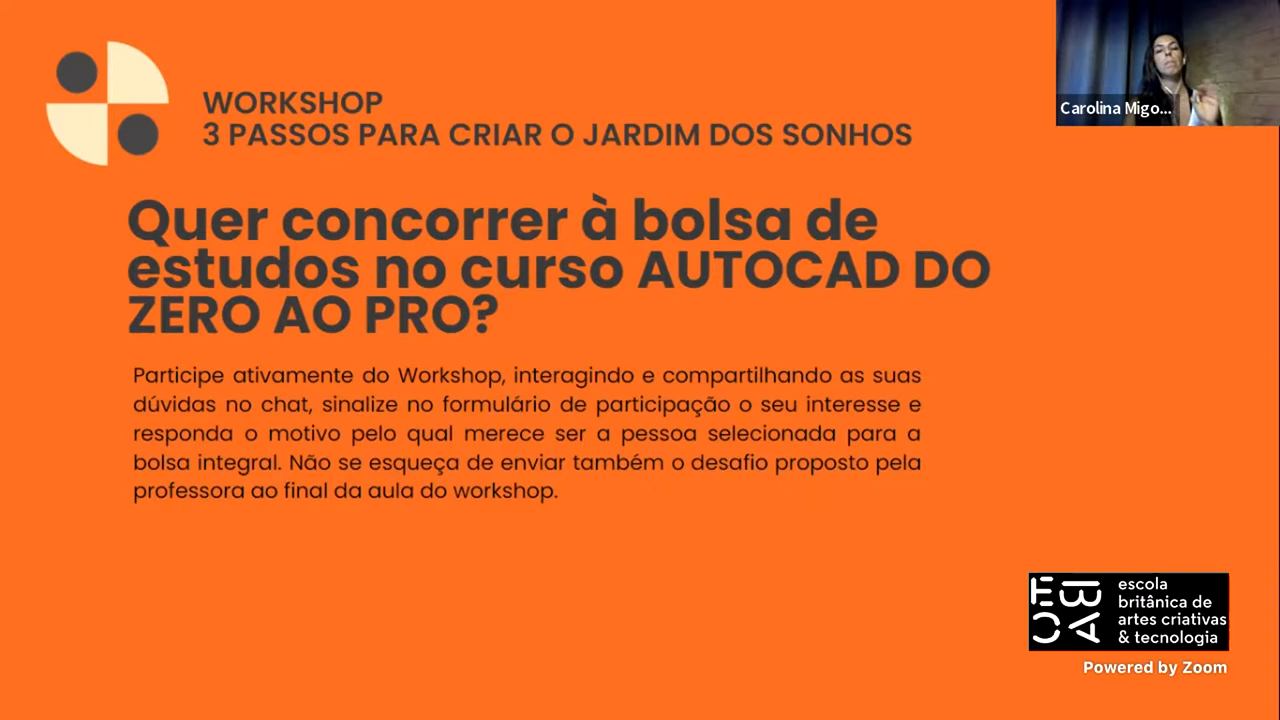 WORKSHOP
3 PASSOS PARA CRIAR O JARDIM DOS SONHOS
Carolina Migo...
Quer concorrer à bolsa de
estudos no curso AUTOCAD DO
ZERO AO PRO?
Participe ativamente do Workshop, interagindo e compartilhando as suas
dúvidas no chat, sinalize no formulário de participação o seu interesse e
responda o motivo pelo qual merece ser a pessoa selecionada para a
bolsa integral. Não se esqueça de enviar também o desafio proposto pela
professora ao final da aula do workshop.
EBAC
escola
britânica de
artes criativas
& tecnologia
Powered by Zoom